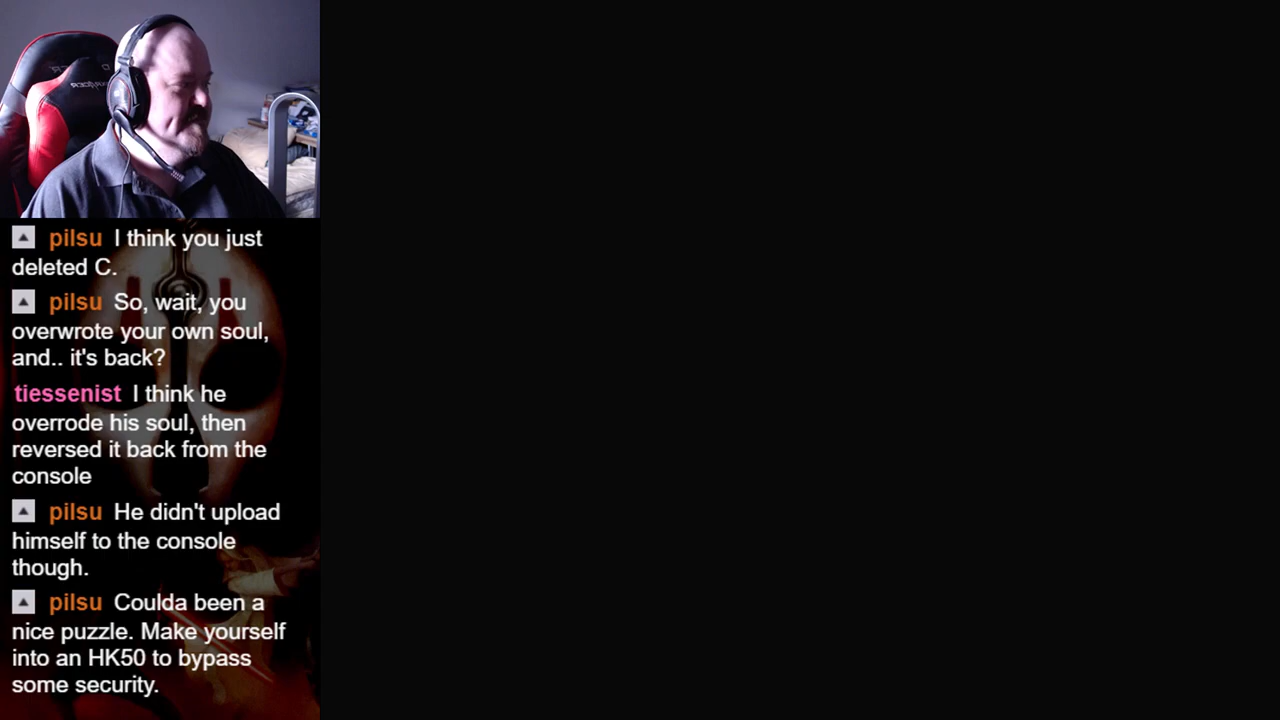 pilsu I think you just
deleted C.
pilsu So, wait, you
overwrote your own soul,
and.. it's back?
tiessenist I think he
overrode his soul, then
reversed it back from the
console
pilsu He didn't upload
himself to the console
though.
pilsu Coulda been a
nice puzzle. Make yourself
into an HK50 to bypass
some security.